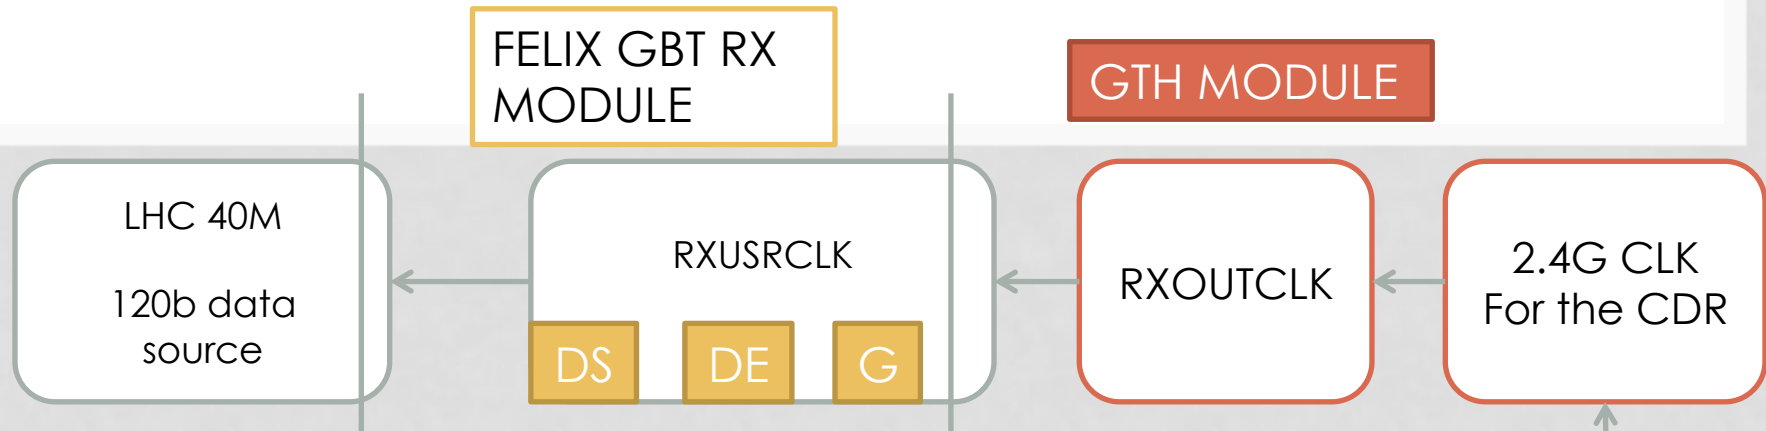 FELIX GBT RX
MODULE
GTH MODULE
LHC 40M
120b data
source
RXUSRCLK
DS
DE
G
RXOUTCLK
2.4G CLK
For the CDR